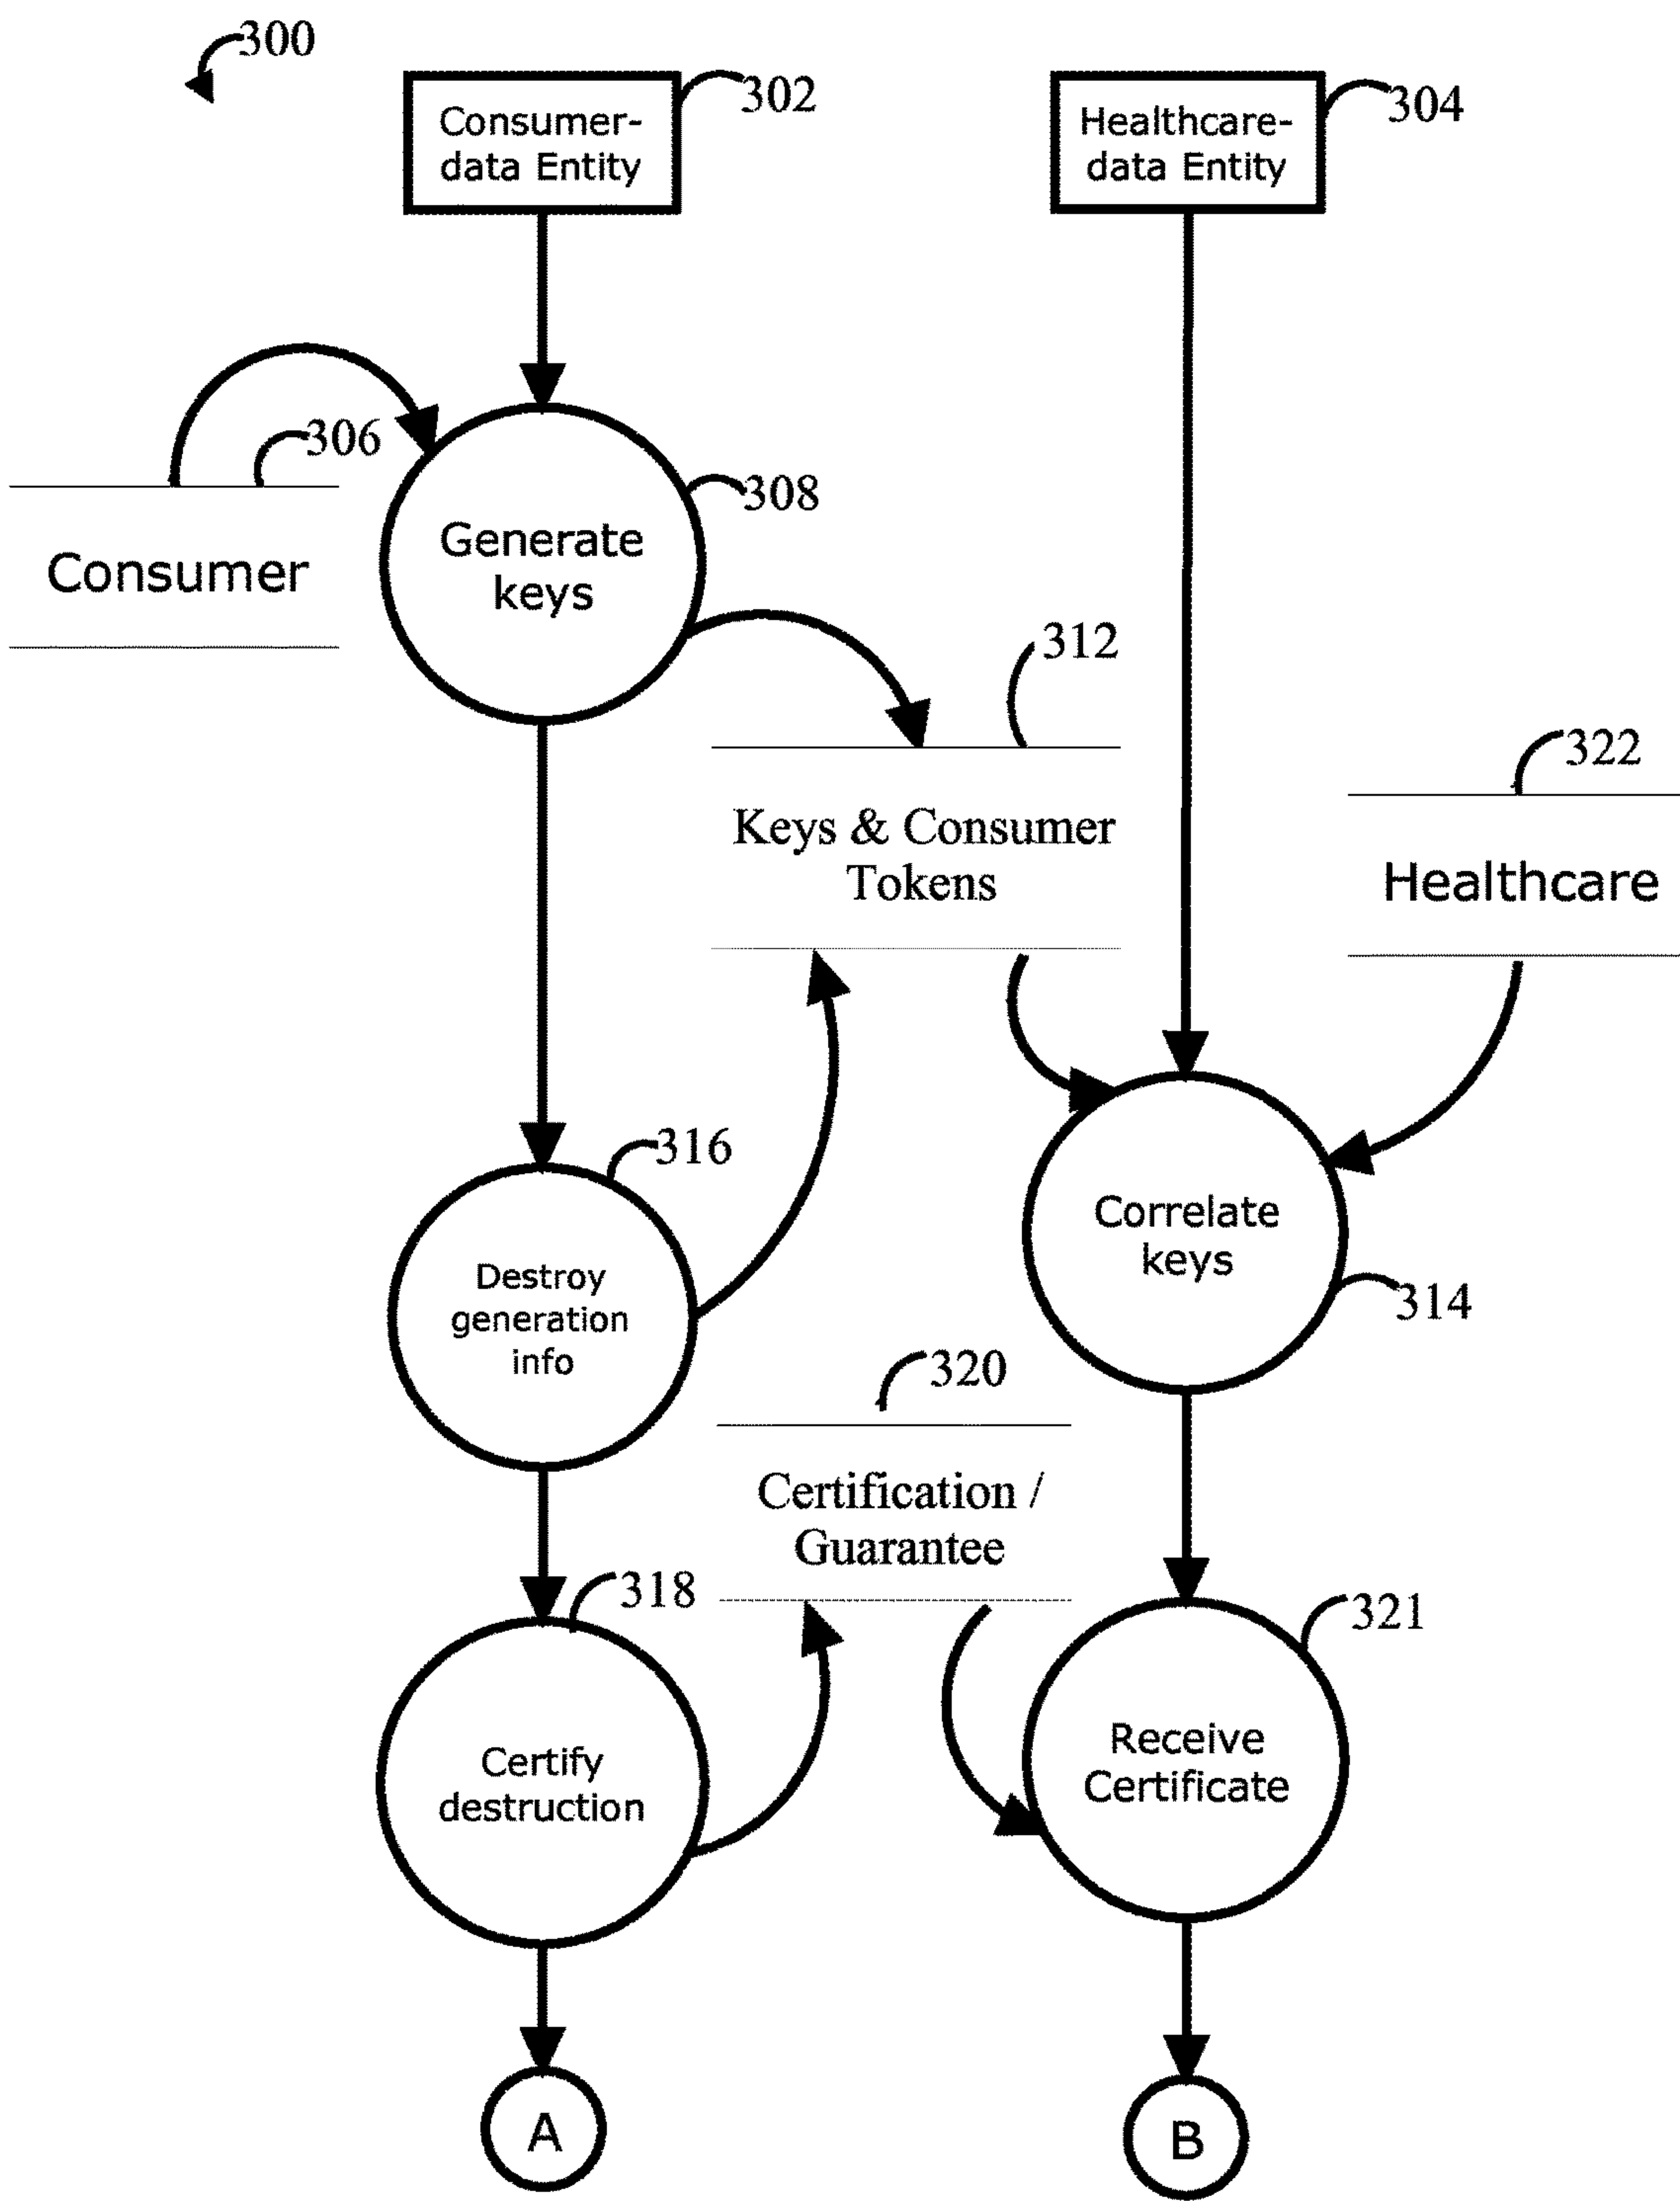 300
Consumer-
data Entity
302
Healthcare-
data Entity
304
306
Consumer
Generate
keys
308
312
Keys & Consumer
Tokens
322
Healthcare
316
Destroy
generation
info
Correlate
keys
314
320
Certification /
Guarantee
318
Certify
destruction
321
Receive
Certificate
A
B